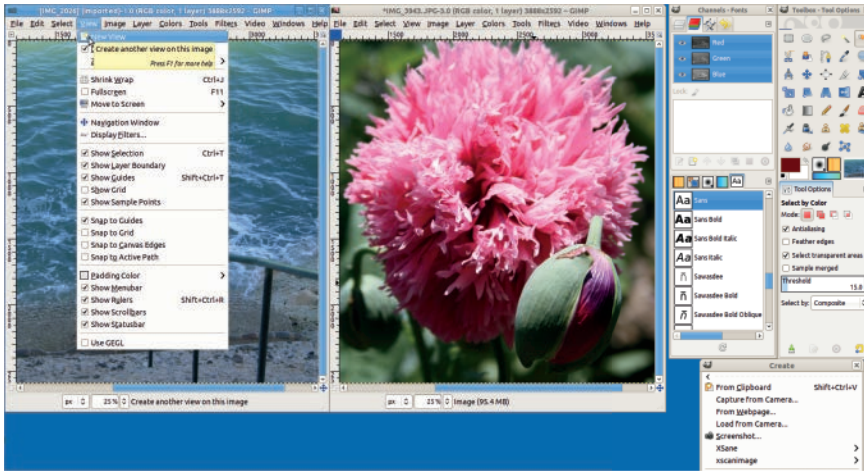 *[IMG_2026] (imported)-1.0 (RGB color, 1 layer) 3888x2592 – GIMP
File Edit Select View Image Layer Colors Tools Filters Video Windows Help
New View
Create another view on this image
Press F1 for more help
Shrink Wrap Ctrl+J
Fullscreen F11
Move to Screen
Navigation Window
Display Filters...
Show Selection Ctrl+T
Show Layer Boundary
Show Guides Shift+Ctrl+T
Show Grid
Show Sample Points
Snap to Guides
Snap to Grid
Snap to Canvas Edges
Snap to Active Path
Padding Color
Show Menubar
Show Rulers Shift+Ctrl+R
Show Scrollbars
Show Statusbar
Use GEGL
px 25 % Create another view on this image
*IMG_3943.JPG-3.0 (RGB color, 1 layer) 3888x2592 – GIMP
File Edit Select View Image Layer Colors Tools Filters Video Windows Help
px 25 % Image (95.4 MB)
Channels - Fonts
Red
Green
Blue
Lock:
Aa Sans
Aa Sans Bold
Aa Sans Bold Italic
Aa Sans Italic
Sawasdee
Sawasdee Bold
Sawasdee Bold Oblique
Toolbox - Tool Options
Tool Options
Select by Color
Mode:
Antialiasing
Feather edges
Select transparent areas
Sample merged
Threshold
15.0
Select by: Composite
Create
From Clipboard Shift+Ctrl+V
Capture from Camera...
From Webpage...
Load from Camera...
Screenshot...
XSane
xscanimage